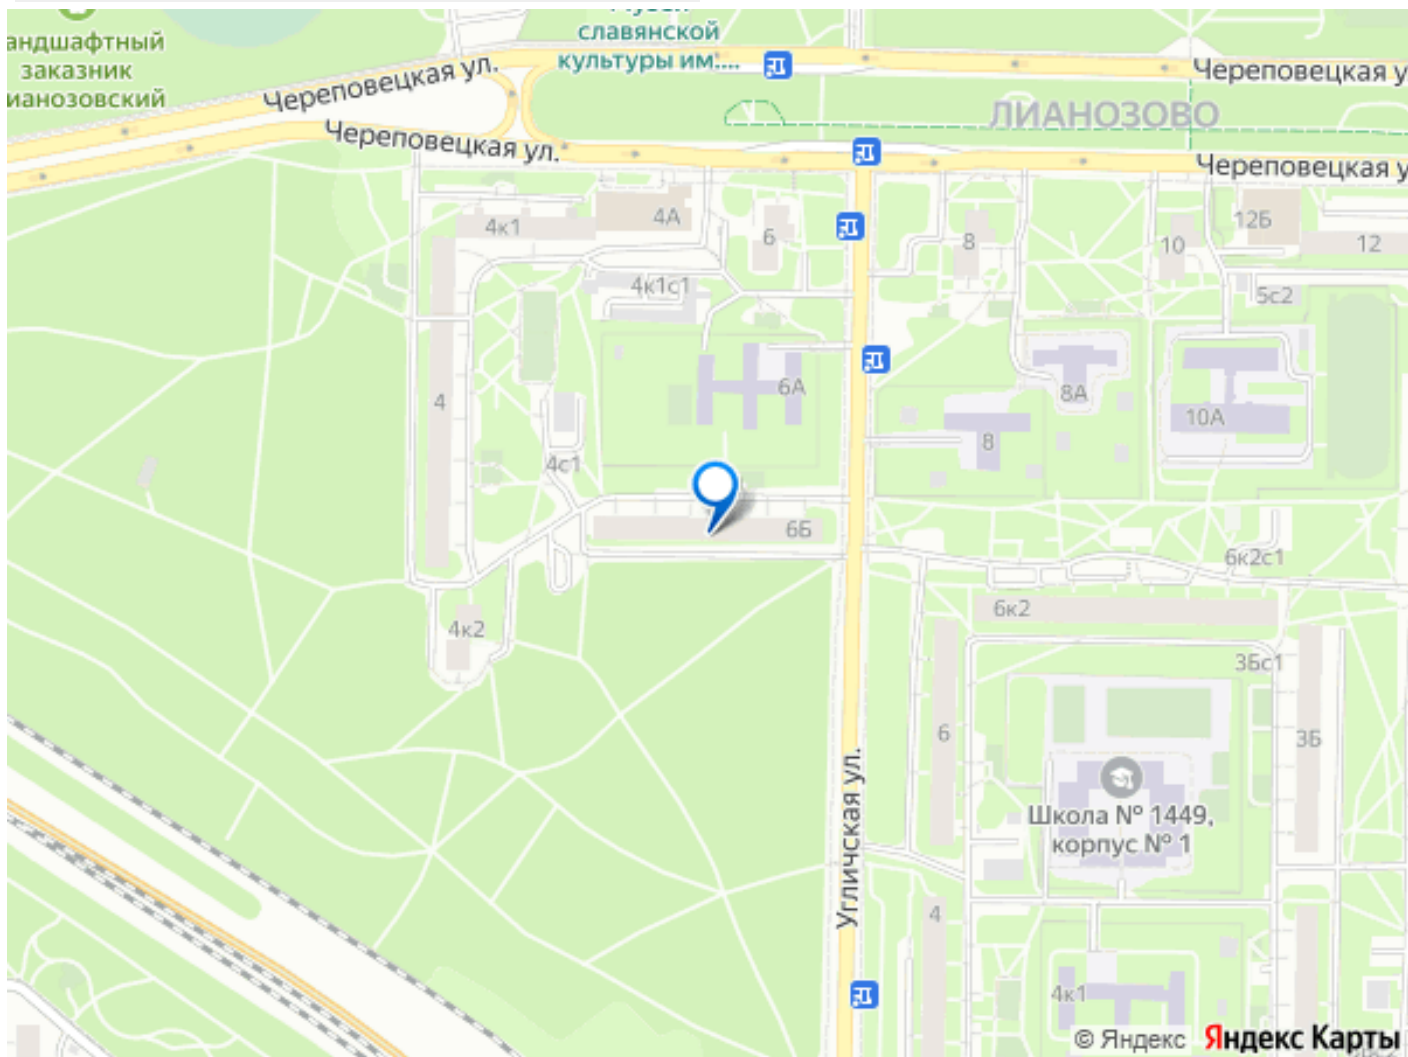 славянской
культуры им....
андшафтный
заказник
ианозовский
Череповецкая ул.
Череповецкая у
ЛИАНОЗОВО
Череповецкая ул.
Череповецкая у
4к1
4А
6
8
10
12Б
12
4к1с1
5с2
4
6А
8А
10А
8
4с1
6Б
6к2с1
6к2
4к2
3Бс1
6
3Б
Угличская ул.
Школа № 1449,
корпус № 1
4
4к1
© Яндекс
Яндекс Карты